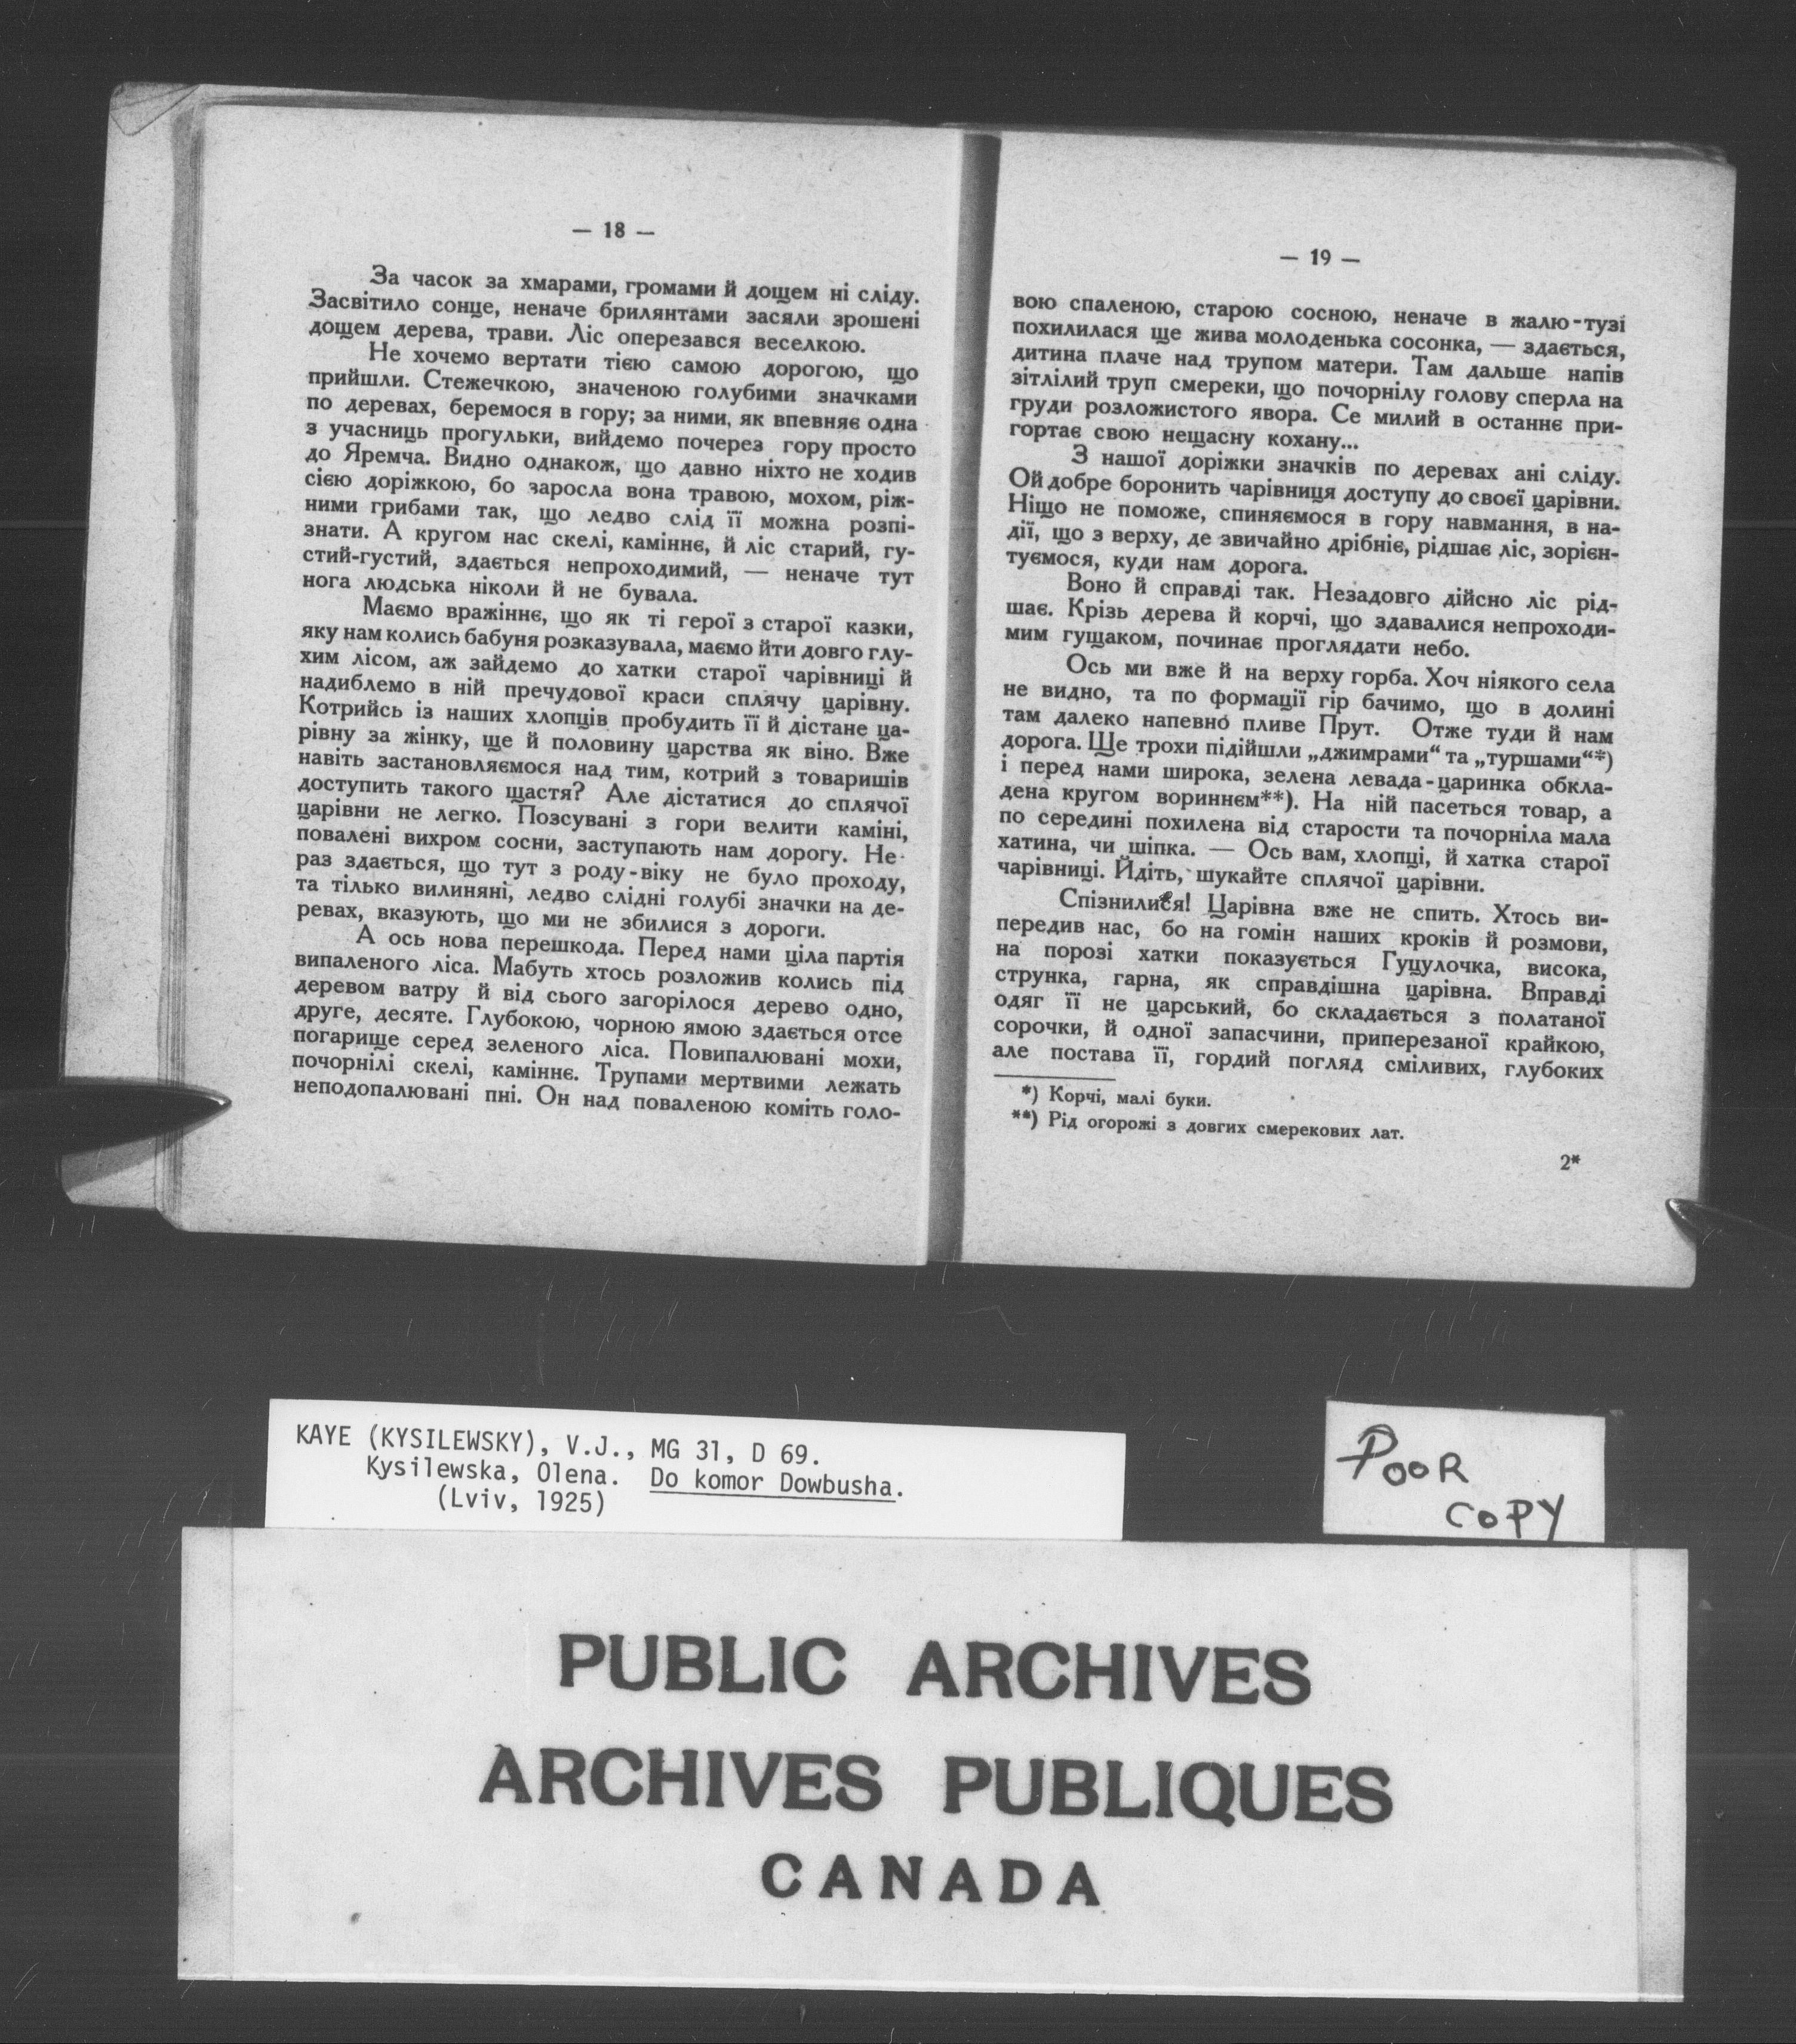 — 18 —
За часок за хмарами, громами й дощем ні сліду.
Засвітило сонце, неначе брилянтами засяли зрошені
дощем дерева, трави. Ліс оперезався веселкою.
Не хочемо вертати тією самою дорогою, що
прийшли. Стежечкою, значеною голубими значками
по деревах, беремося в гору; за ними, як впевняє одна
з учасниць прогульки, вийдемо почерез гору просто
до Яремча. Видно однакож, що давно ніхто не ходив
сією доріжкою, бо заросла вона травою, мохом, ріж-
ними грибами так, що ледво слід її можна розпі-
знати. А кругом нас скелі, каміннє, й ліс старий, гу-
стий-густий, здається непроходимий, — неначе тут
нога людська ніколи й не бувала.
Маємо вражіннє, що як ті герої з старої казки,
яку нам колись бабуня розказувала, маємо йти довго глу-
хим лісом, аж зайдемо до хатки старої чарівниці й
надиблемо в ній пречудової краси сплячу царівну.
Котрийсь із наших хлопців пробудить її й дістане ца-
рівну за жінку, ще й половину царства як віно. Вже
навіть застановляємося над тим, котрий з товаришів
доступить такого щастя? Але дістатися до сплячої
царівни не легко. Позсувані з гори велити каміні,
повалені вихром сосни, заступають нам дорогу. Не-
раз здається, що тут з роду-віку не було проходу,
та тілько вилиняні, ледво слідні голубі значки на де-
ревах, вказують, що ми не збилися з дороги.
А ось нова перешкода. Перед нами ціла партія
випаленого ліса. Мабуть хтось розложив колись під
деревом ватру й від сього загорілося дерево одно,
друге, десяте. Глубокою, чорною ямою здається отсе
погарище серед зеленого ліса. Повипалювані мохи,
почорнілі скелі, каміннє. Трупами мертвими лежать
неподопалювані пні. Он над поваленою коміть голо-
— 19 —
вою спаленою, старою сосною, неначе в жалю-тузі
похилилася ще жива молоденька сосонка, — здається,
дитина плаче над трупом матери. Там дальше напів
зітлілий труп смереки, що почорнілу голову сперла на
груди розложистого явора. Се милий в останнє при-
гортає свою нещасну кохану...
З нашої доріжки значків по деревах ані сліду.
Ой добре боронить чарівниця доступу до своєї царівни.
Ніщо не поможе, спиняємося в гору навмання, в на-
дії, що з верху, де звичайно дрібніє, рідшає ліс, зорієн-
туємося, куди нам дорога.
Воно й справді так. Незадовго дійсно ліс рід-
шає. Крізь дерева й корчі, що здавалися непроходи-
мим гущаком, починає проглядати небо.
Ось ми вже й на верху горба. Хоч ніякого села
не видно, та по формації гір бачимо, що в долині
там далеко напевно пливе Прут. Отже туди й нам
дорога. Ще трохи підійшли „джимрами“ та „туршами“*)
і перед нами широка, зелена левада-царинка обкла-
дена кругом вориннєм**). На ній пасеться товар, а
по середині похилена від старости та почорніла мала
хатина, чи шіпка. — Ось вам, хлопці, й хатка старої
чарівниці. Йдіть, шукайте сплячої царівни.
Спізнилися! Царівна вже не спить. Хтось ви-
передив нас, бо на гомін наших кроків й розмови,
на порозі хатки показується Гуцулочка, висока,
струнка, гарна, як справдішна царівна. Вправді
одяг її не царський, бо складається з полатаної
сорочки, й одної запасчини, приперезаної крайкою,
але постава її, гордий погляд сміливих, глубоких
*) Корчі, малі буки.
**) Рід огорожі з довгих смерекових лат.
2*
KAYE (KYSILEWSKY), V.J., MG 31, D 69.
Kysilewska, Olena. Do komor Dowbusha.
(Lviv, 1925)
POOR
COPY
PUBLIC ARCHIVES
ARCHIVES PUBLIQUES
CANADA